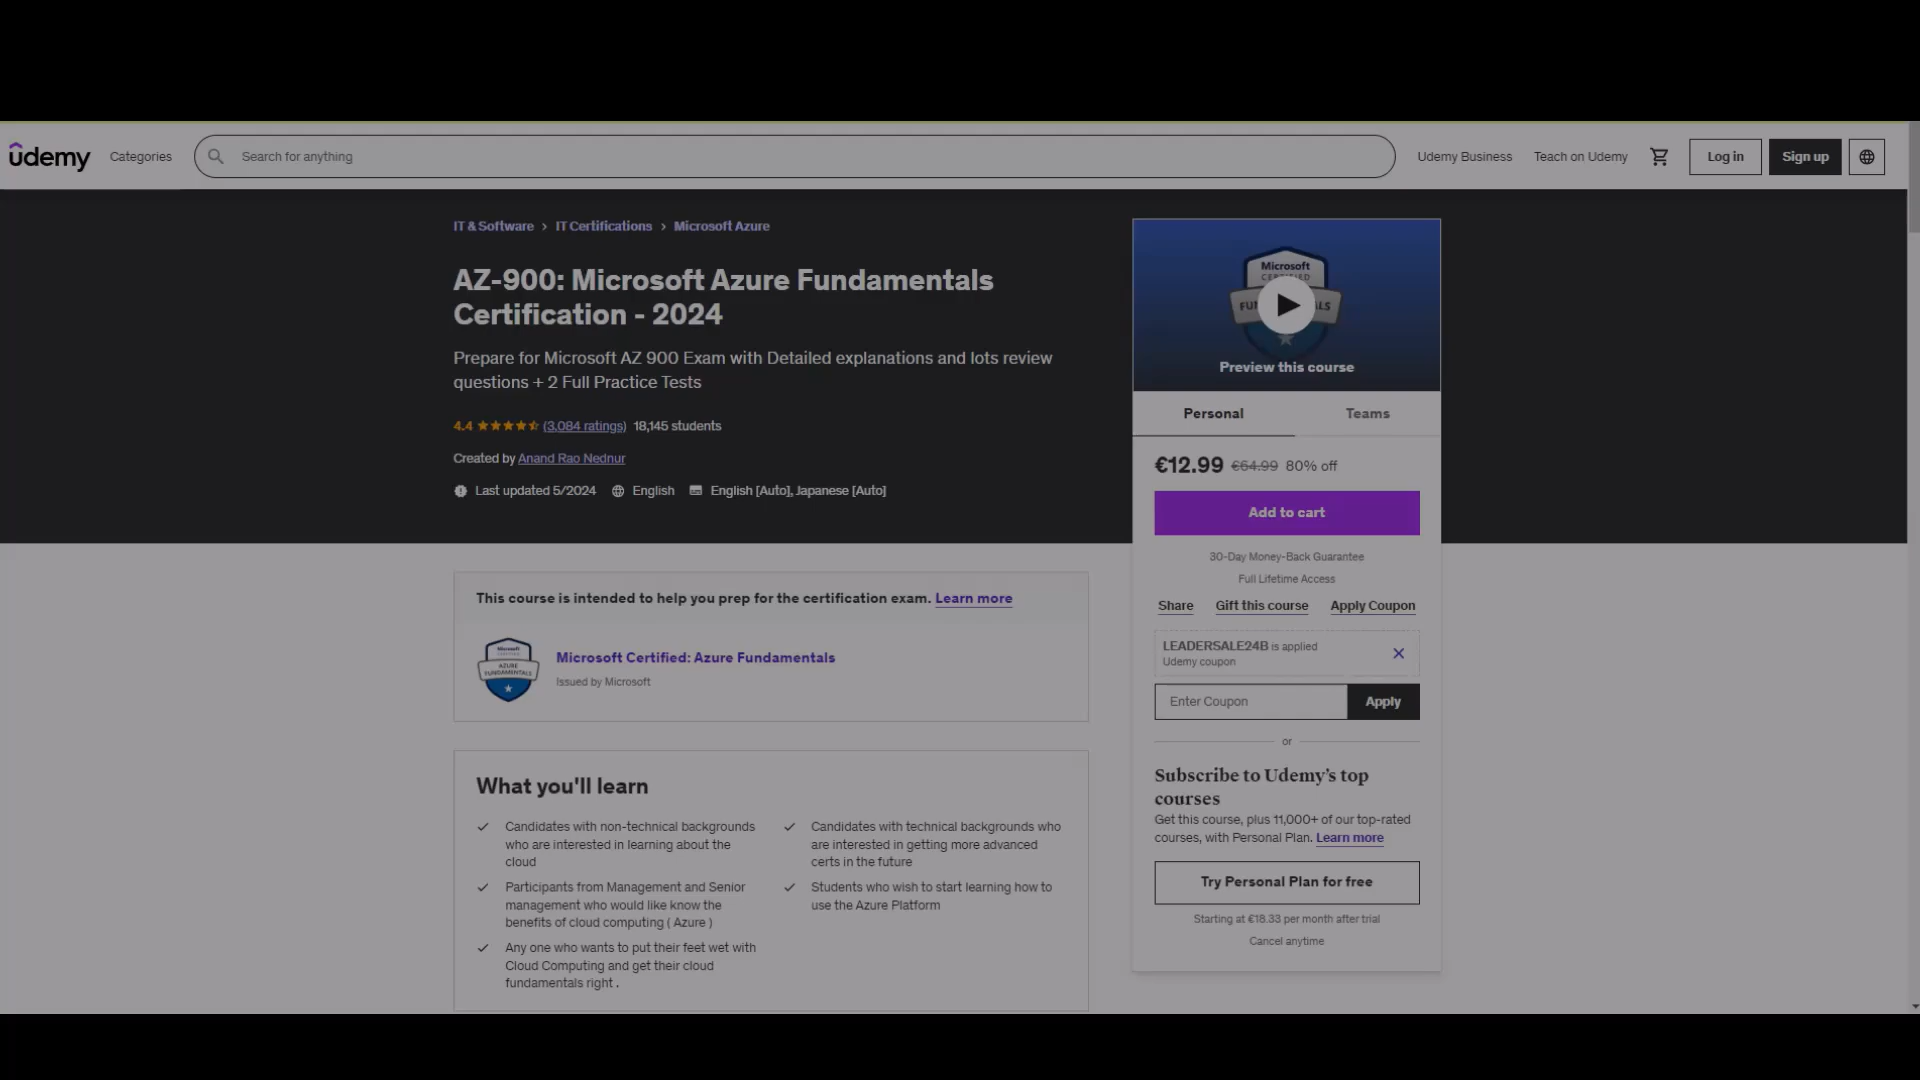 udemy
Categories
Search for anything
Udemy Business
Teach on Udemy
Log in
Sign up
IT & Software > IT Certifications > Microsoft Azure
AZ-900: Microsoft Azure Fundamentals
Certification - 2024
Prepare for Microsoft AZ 900 Exam with Detailed explanations and lots review
questions + 2 Full Practice Tests
4.4 (3,084 ratings) 18,145 students
Created by Anand Rao Nednur
Last updated 5/2024 English English [Auto], Japanese [Auto]
Microsoft
Preview this course
Personal
Teams
€12.99 €64.99 80% off
Add to cart
30-Day Money-Back Guarantee
Full Lifetime Access
Share Gift this course Apply Coupon
LEADERSALE24B is applied
Udemy coupon
Enter Coupon
Apply
or
Subscribe to Udemy's top
courses
Get this course, plus 11,000+ of our top-rated
courses, with Personal Plan. Learn more
Try Personal Plan for free
Starting at €18.33 per month after trial
Cancel anytime
This course is intended to help you prep for the certification exam. Learn more
Microsoft
AZURE
FUNDAMENTALS
Microsoft Certified: Azure Fundamentals
Issued by Microsoft
What you'll learn
Candidates with non-technical backgrounds
who are interested in learning about the
cloud
Candidates with technical backgrounds who
are interested in getting more advanced
certs in the future
Participants from Management and Senior
management who would like know the
benefits of cloud computing ( Azure )
Students who wish to start learning how to
use the Azure Platform
Any one who wants to put their feet wet with
Cloud Computing and get their cloud
fundamentals right .